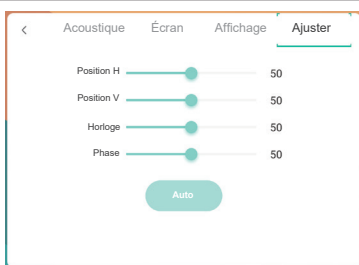 Acoustique Écran Affichage Ajuster
Position H 50
Position V 50
Horloge 50
Phase 50
Auto